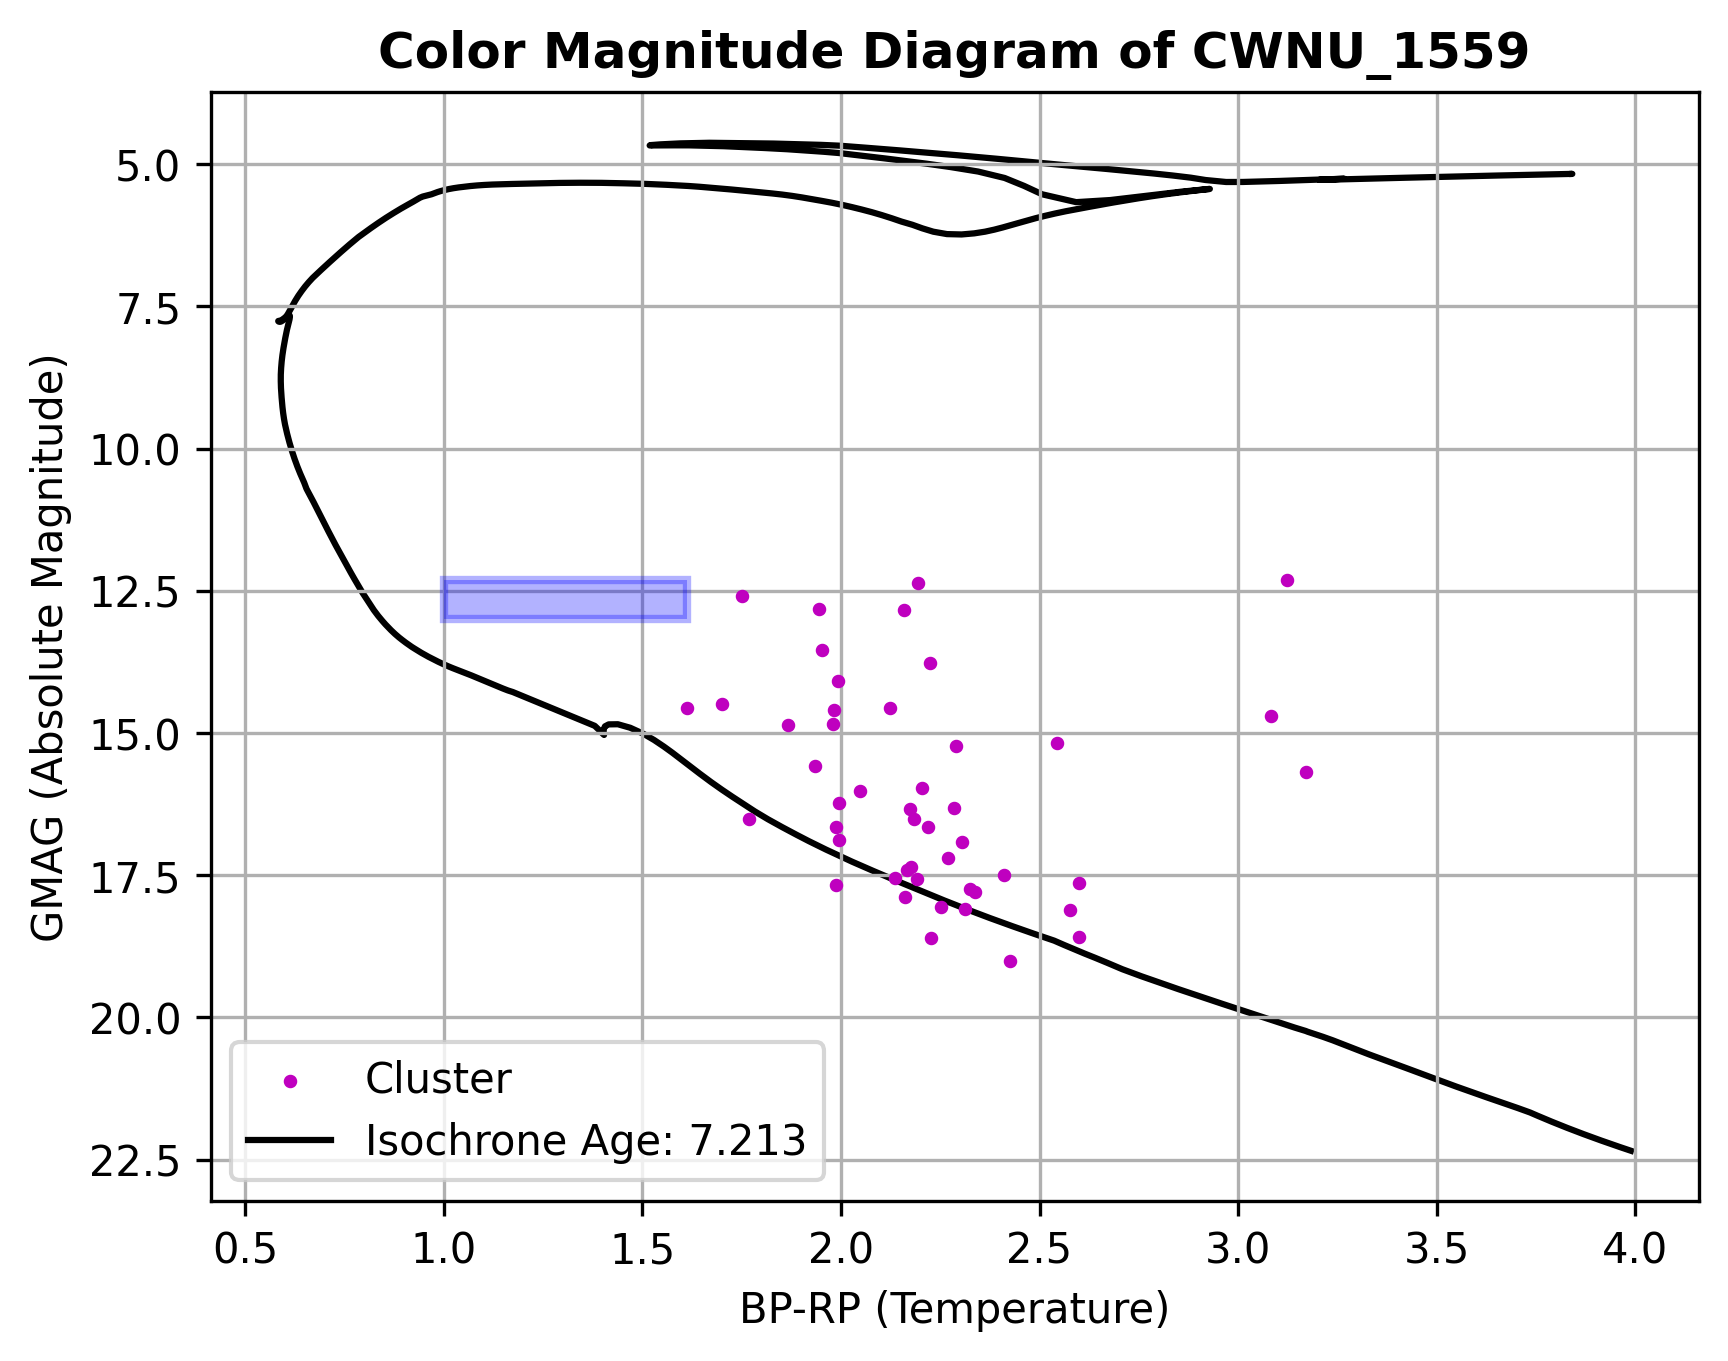 Color Magnitude Diagram of CWNU_1559
GMAG (Absolute Magnitude)
5.0
7.5
10.0
12.5
15.0
17.5
20.0
22.5
Cluster
Isochrone Age: 7.213
0.5 1.0 1.5 2.0 2.5 3.0 3.5 4.0
BP-RP (Temperature)